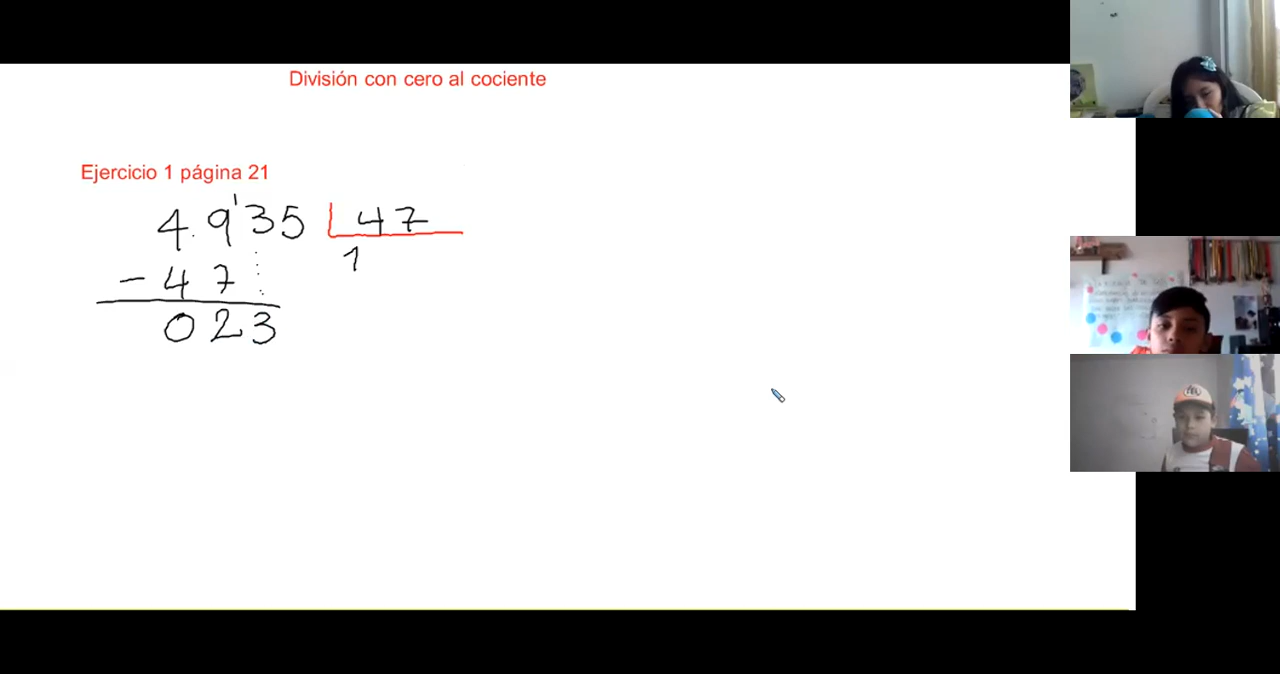 División con cero al cociente
Ejercicio 1 página 21
4.9'35 47
1
- 47
023